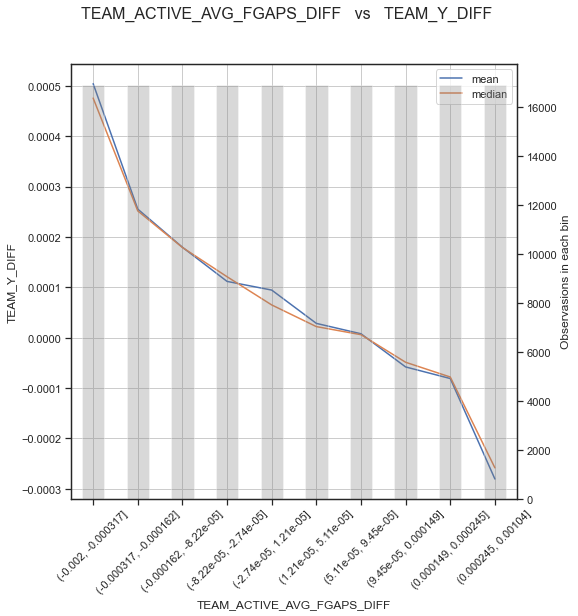 TEAM_ACTIVE_AVG_FGAPS_DIFF vs TEAM_Y_DIFF
mean
median
0.0005
0.0004
0.0003
0.0002
0.0001
0.0000
−0.0001
−0.0002
−0.0003
TEAM_Y_DIFF
16000
14000
12000
10000
8000
6000
4000
2000
0
Observasions in each bin
(-0.002, -0.000317]
(-0.000317, -0.000162]
(-0.000162, -8.22e-05]
(-8.22e-05, -2.74e-05]
(-2.74e-05, 1.21e-05]
(1.21e-05, 5.11e-05]
(5.11e-05, 9.45e-05]
(9.45e-05, 0.000149]
(0.000149, 0.000245]
(0.000245, 0.00104]
TEAM_ACTIVE_AVG_FGAPS_DIFF